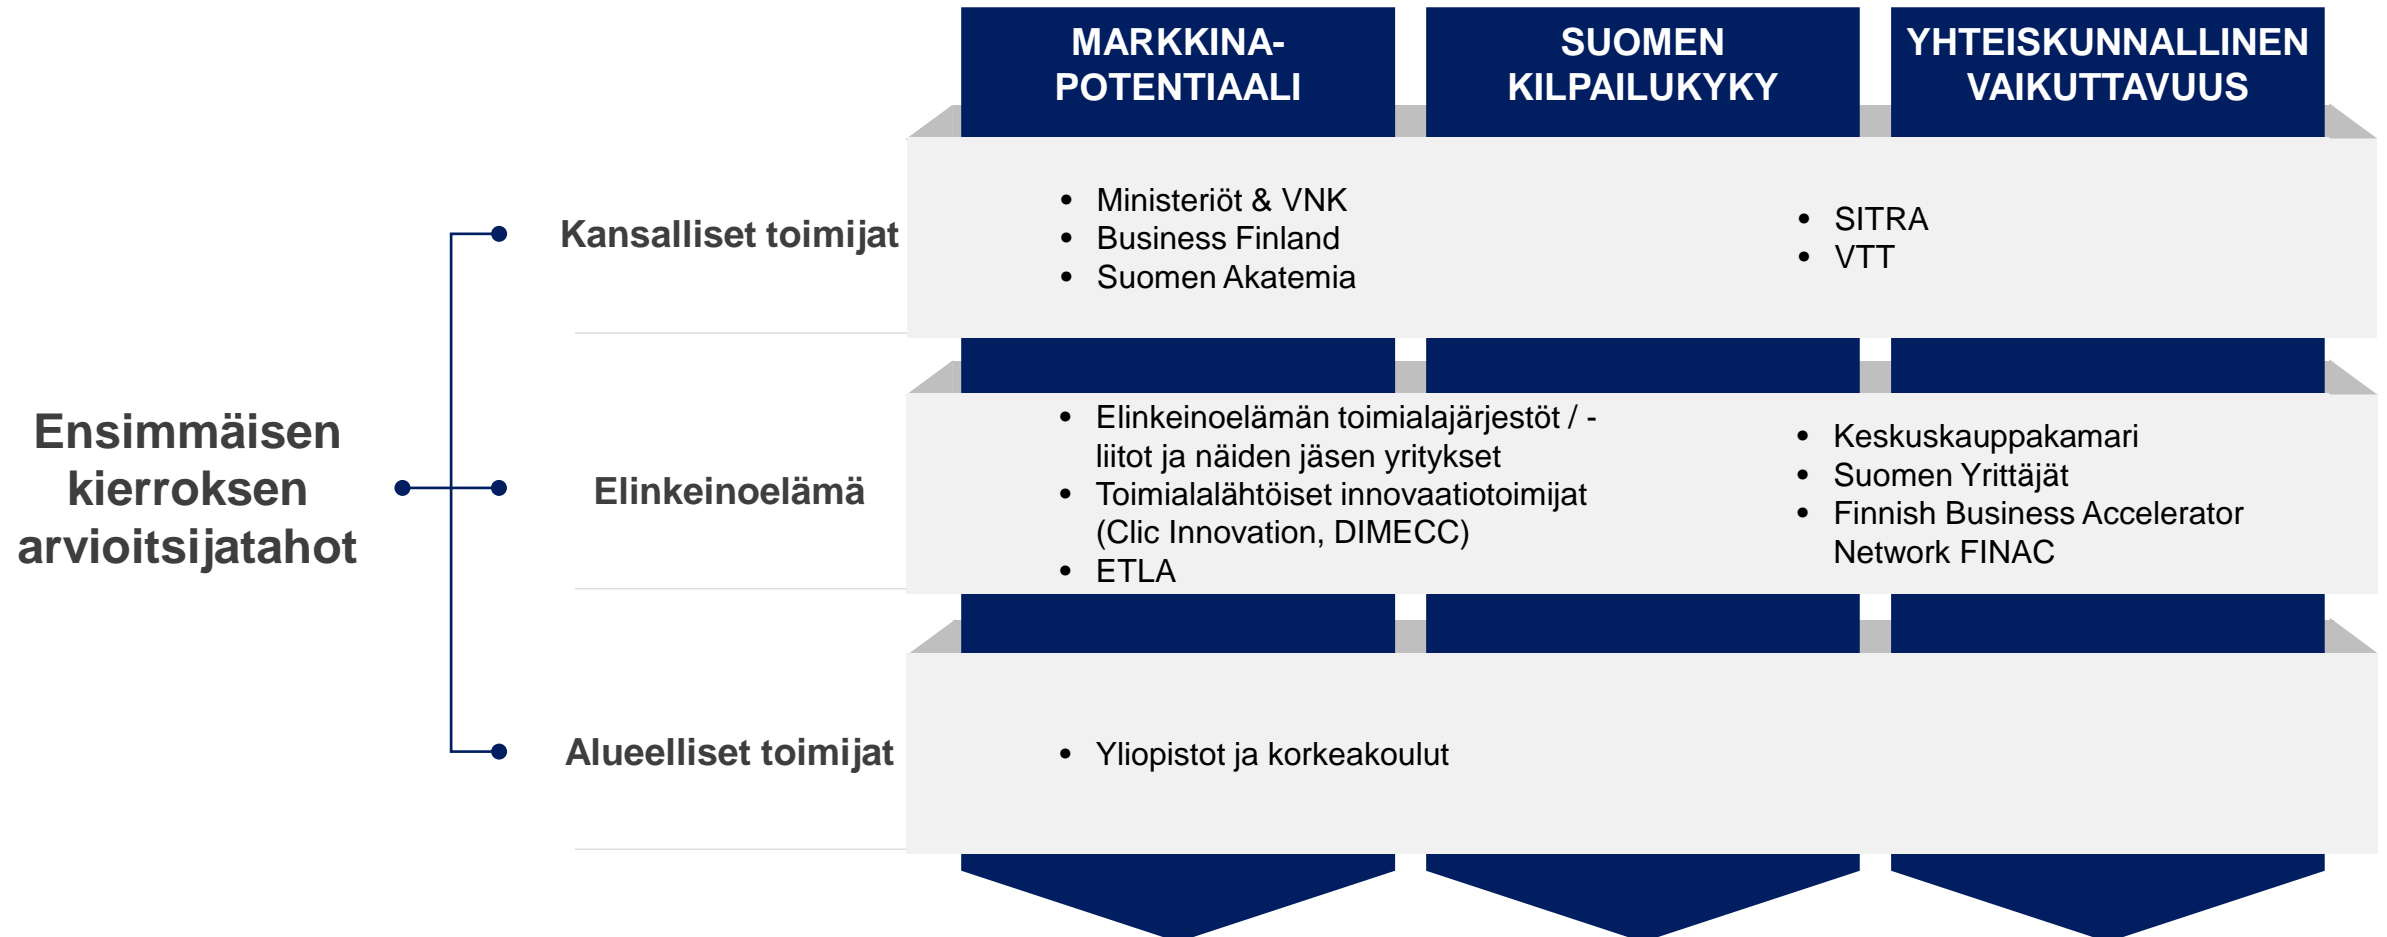 MARKKINA-
POTENTIAALI
SUOMEN
KILPAILUKYKY
YHTEISKUNNALLINEN
VAIKUTTAVUUS
Ensimmäisen
kierroksen
arvioitsijatahot
Kansalliset toimijat
• Ministeriöt & VNK
• Business Finland
• Suomen Akatemia
• SITRA
• VTT
Elinkeinoelämä
• Elinkeinoelämän toimialajärjestöt / -
liitot ja näiden jäsen yritykset
• Toimialalähtöiset innovaatiotoimijat
(Clic Innovation, DIMECC)
• ETLA
• Keskuskauppakamari
• Suomen Yrittäjät
• Finnish Business Accelerator
Network FINAC
Alueelliset toimijat
• Yliopistot ja korkeakoulut